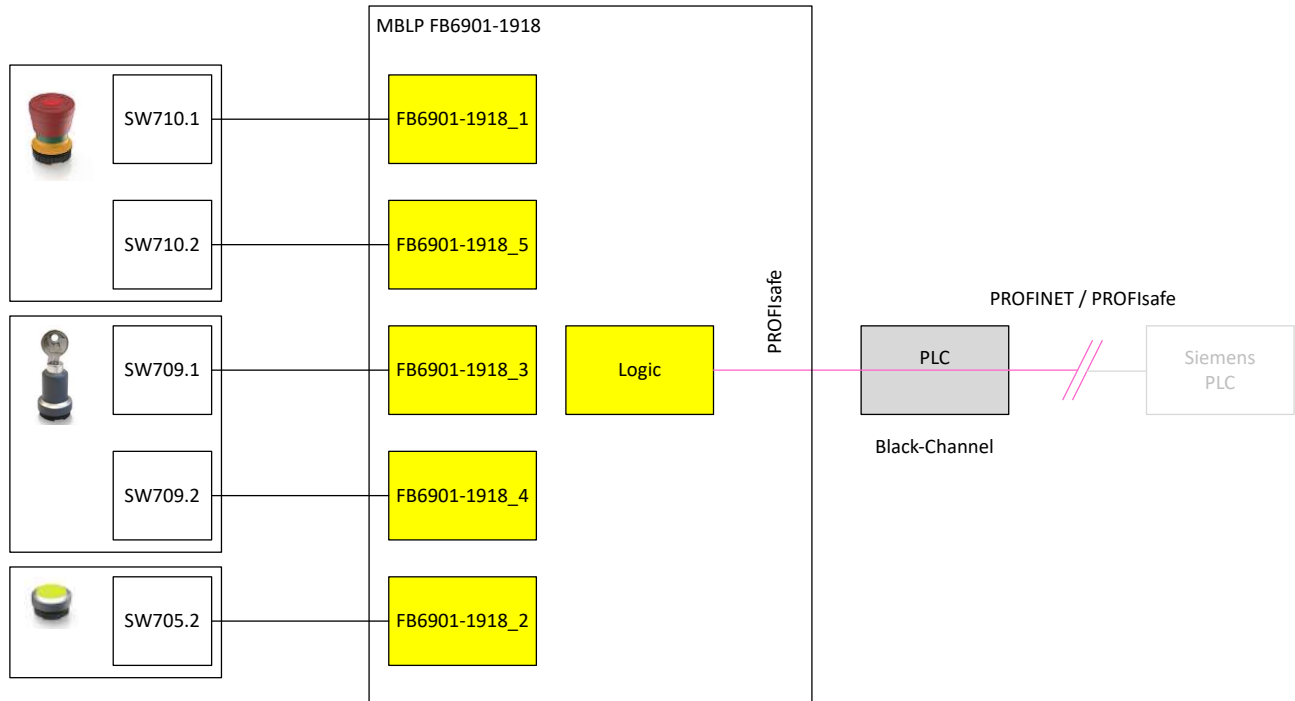 MBLP FB6901-1918
SW710.1
FB6901-1918_1
SW710.2
FB6901-1918_5
PROFIsafe
PROFINET / PROFIsafe
SW709.1
FB6901-1918_3
Logic
PLC
Siemens
PLC
Black-Channel
SW709.2
FB6901-1918_4
SW705.2
FB6901-1918_2